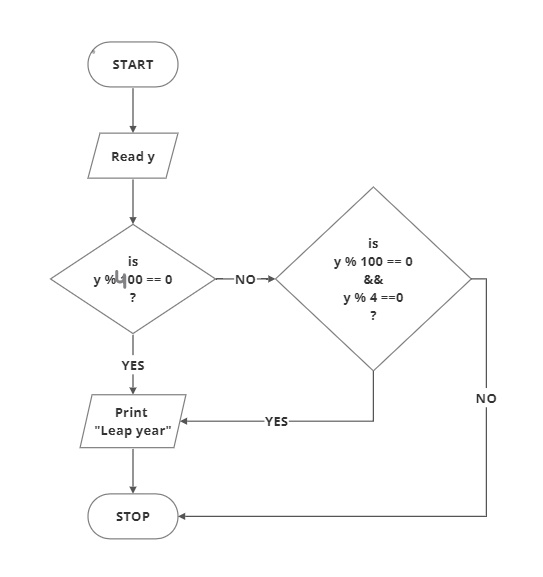 START
Read y
is
y % 400 == 0
?
NO
is
y % 100 == 0
&&
y % 4 ==0
?
YES
NO
Print
"Leap year"
YES
STOP